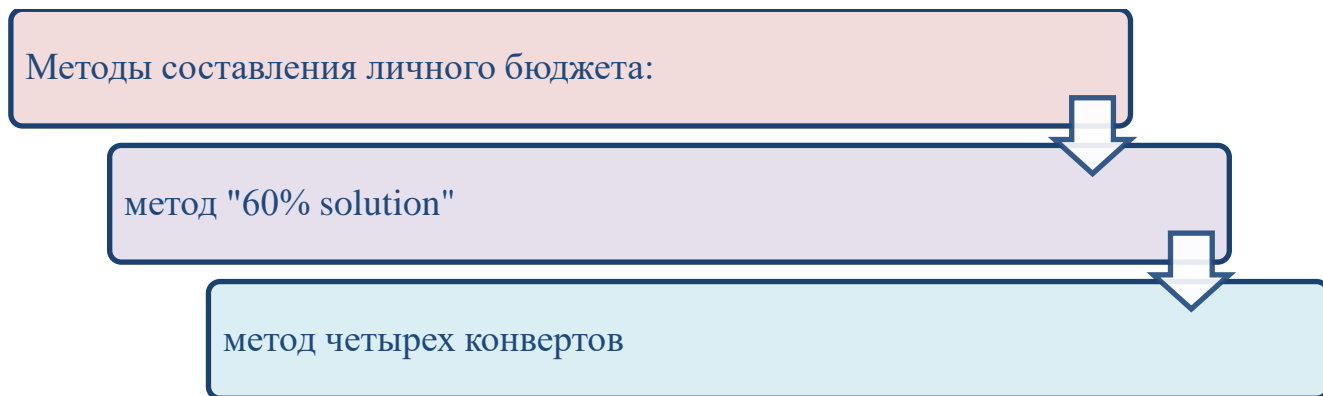 Методы составления личного бюджета:
метод "60% solution"
метод четырех конвертов